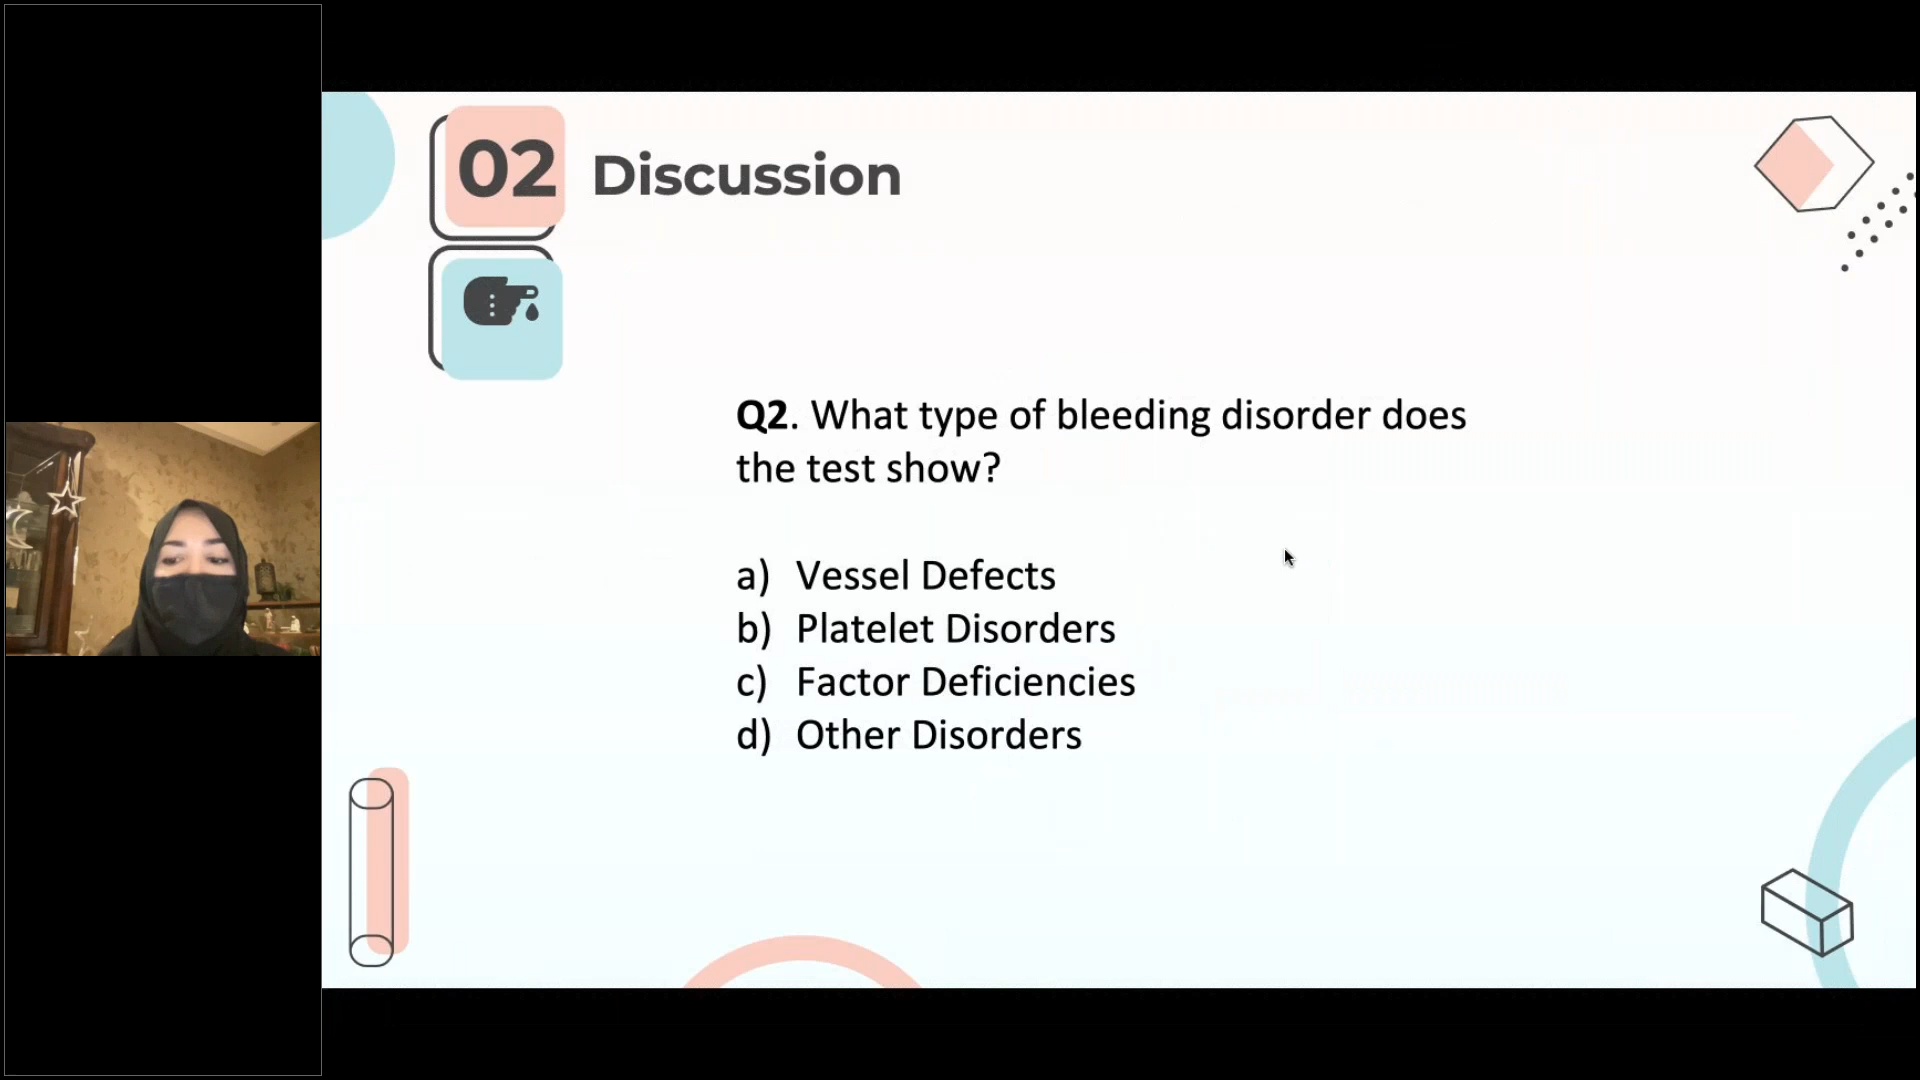 02 Discussion
Q2. What type of bleeding disorder does
the test show?
a) Vessel Defects
b) Platelet Disorders
c) Factor Deficiencies
d) Other Disorders